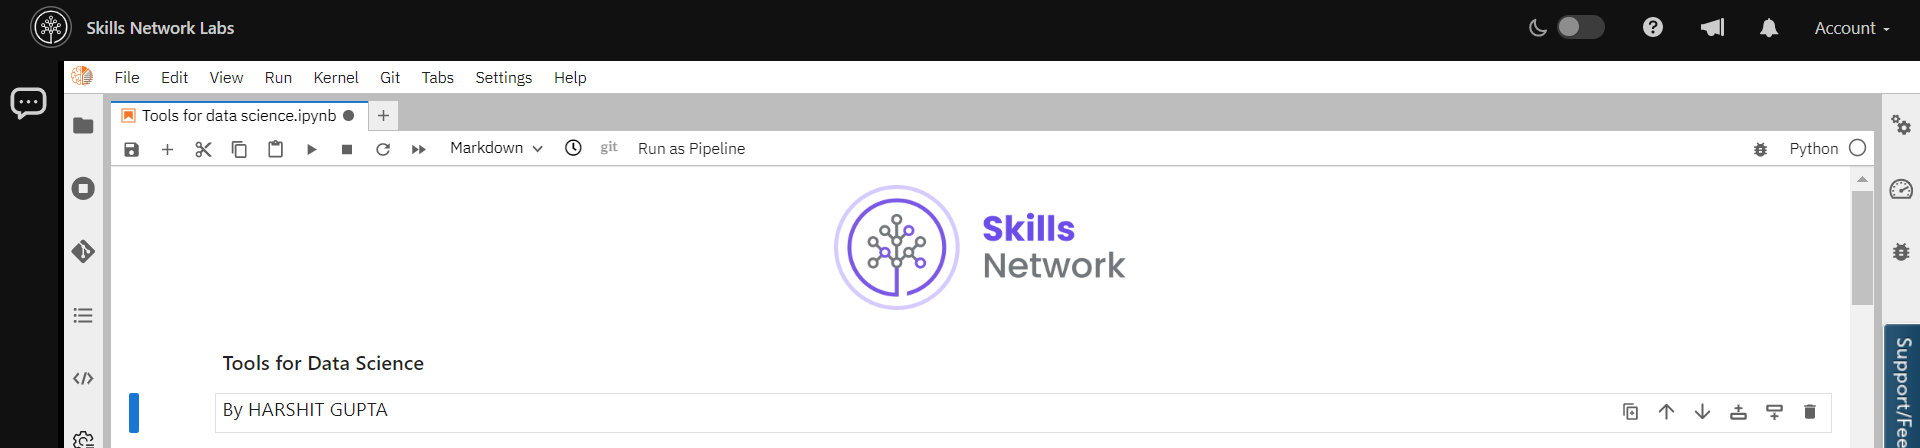 Skills Network Labs
Account
File Edit View Run Kernel Git Tabs Settings Help
Tools for data science.ipynb
Markdown git Run as Pipeline Python
Skills
Network
Tools for Data Science
By HARSHIT GUPTA
Support/Fee